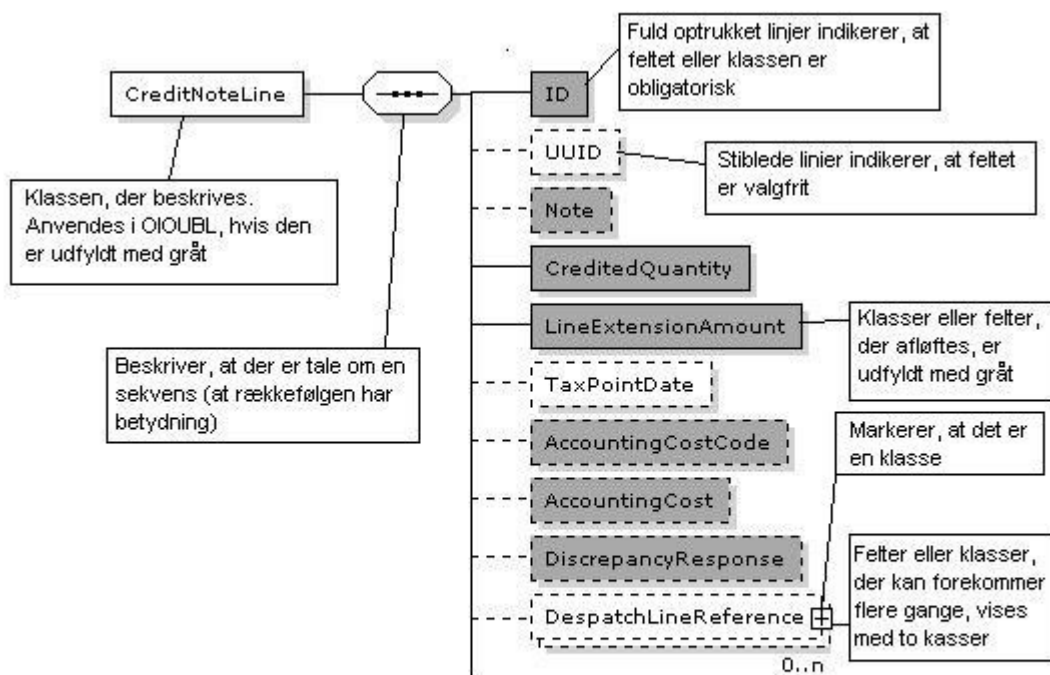 Fuld optrukket linjer indikerer, at
feltet eller klassen er
obligatorisk
CreditNoteLine
ID
UUID
Stiblede linier indikerer, at feltet
er valgfrit
Klassen, der beskrives.
Anvendes i OIOUBL, hvis den
er udfyldt med gråt
Note
CreditedQuantity
LineExtensionAmount
Klasser eller felter,
der afløftes, er
udfyldt med gråt
Beskriver, at der er tale om en
sekvens (at rækkefølgen har
betydning)
TaxPointDate
Markerer, at det er
en klasse
AccountingCostCode
AccountingCost
DiscrepancyResponse
Felter eller klasser,
der kan forekommer
flere gange, vises
med to kasser
DespatchLineReference
0..n